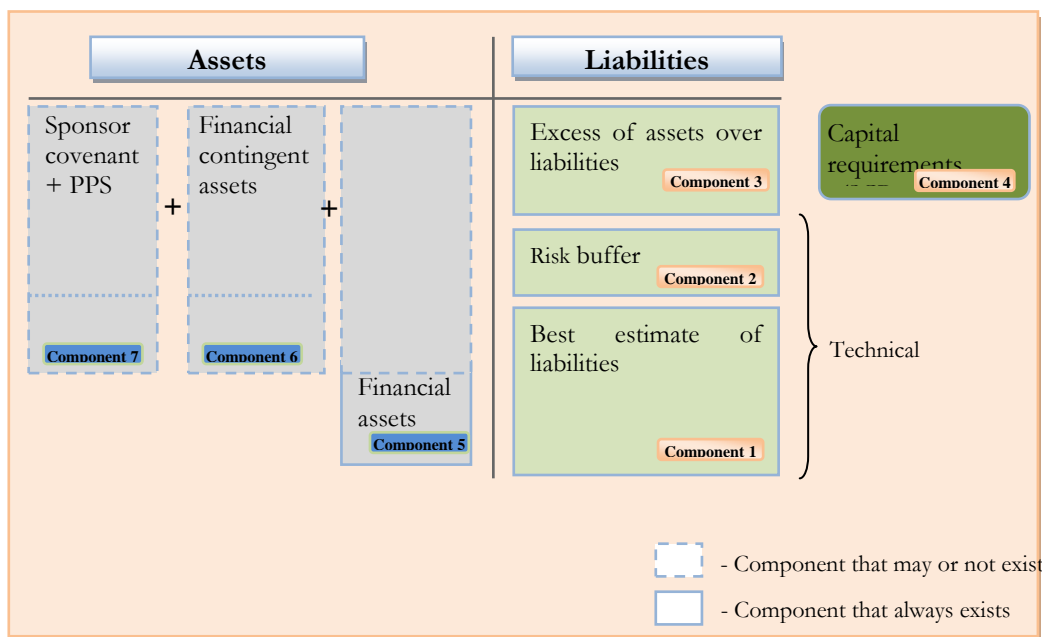 Assets
Liabilities
Sponsor
covenant
+ PPS
Component 7
+
Financial
contingent
assets
Component 6
+
Financial
assets
Component 5
Excess of assets over
liabilities
Component 3
Risk buffer
Component 2
Best estimate of
liabilities
Component 1
Capital
requirements
Component 4
Technical
- Component that may or not exist
- Component that always exists